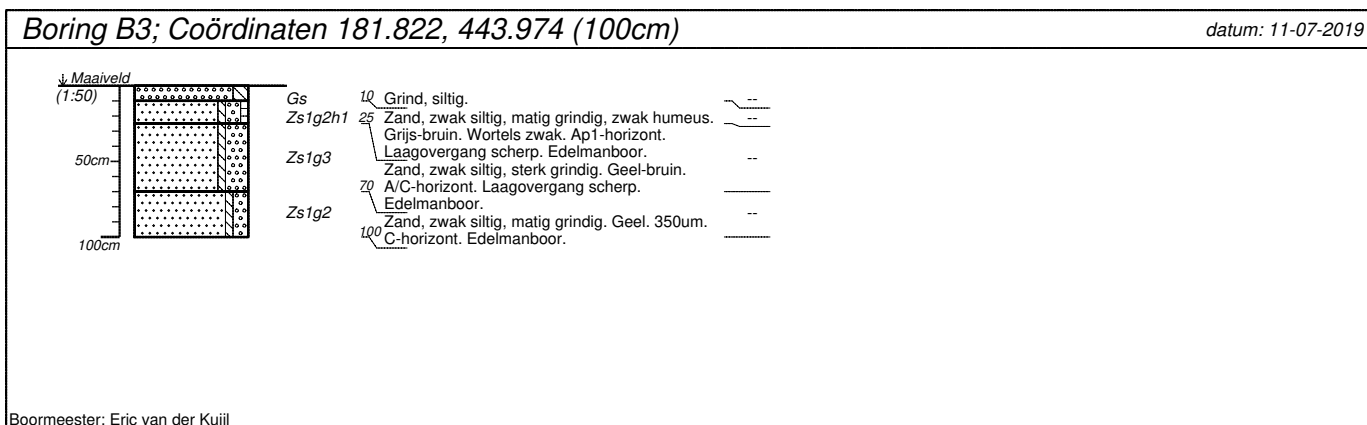 Boring B3; Coördinaten 181.822, 443.974 (100cm)
datum: 11-07-2019
Maaiveld
(1:50)
50cm
100cm
Gs
10
Grind, siltig.
--
Zs1g2h1
25
Zand, zwak siltig, matig grindig, zwak humeus.
--
Grijs-bruin. Wortels zwak. Ap1-horizont.
Laagovergang scherp. Edelmanboor.
Zs1g3
--
Zand, zwak siltig, sterk grindig. Geel-bruin.
70
A/C-horizont. Laagovergang scherp.
Edelmanboor.
Zs1g2
--
Zand, zwak siltig, matig grindig. Geel. 350um.
100
C-horizont. Edelmanboor.
Boormeester: Eric van der Kuijl